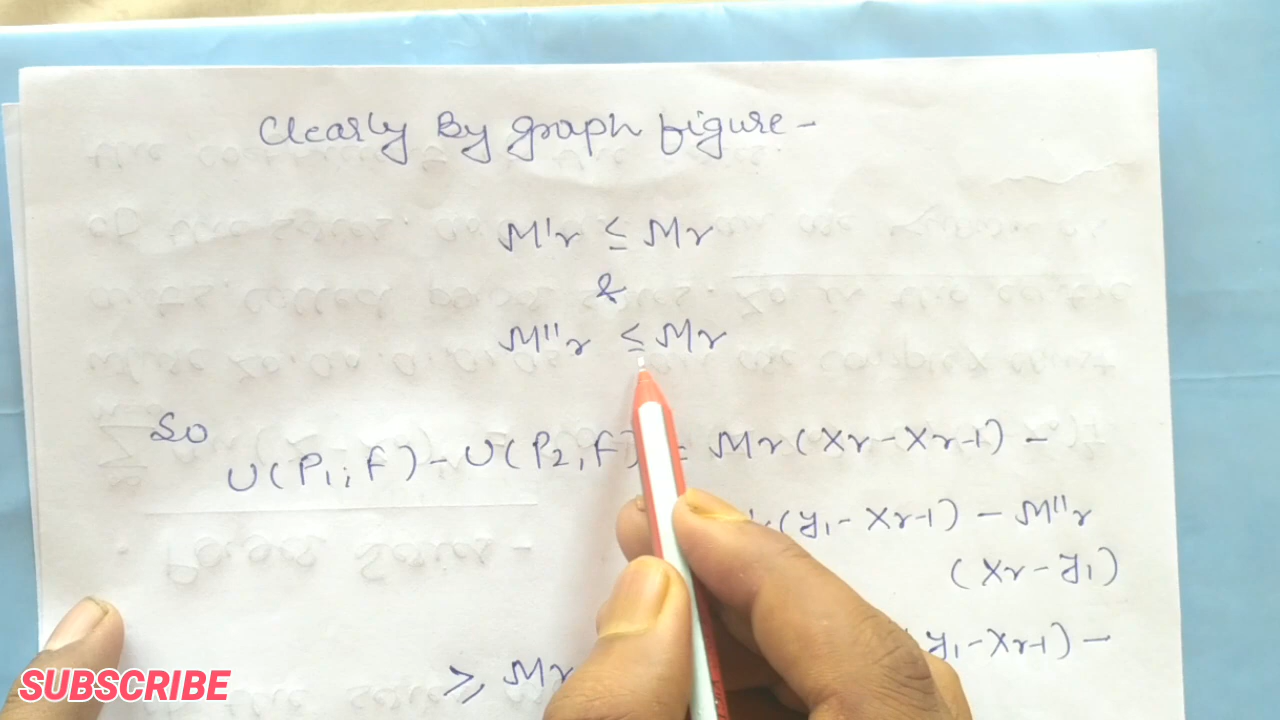 Clearly By graph figure -
M'r ≤ Mr
&
M''r ≤ Mr
So U(P1, f) - U(P2, f) = Mr(Xr - Xr-1) -
(y1 - Xr-1) - M''r
(Xr - y1)
y1 - Xr-1) -
≥ Mr
SUBSCRIBE